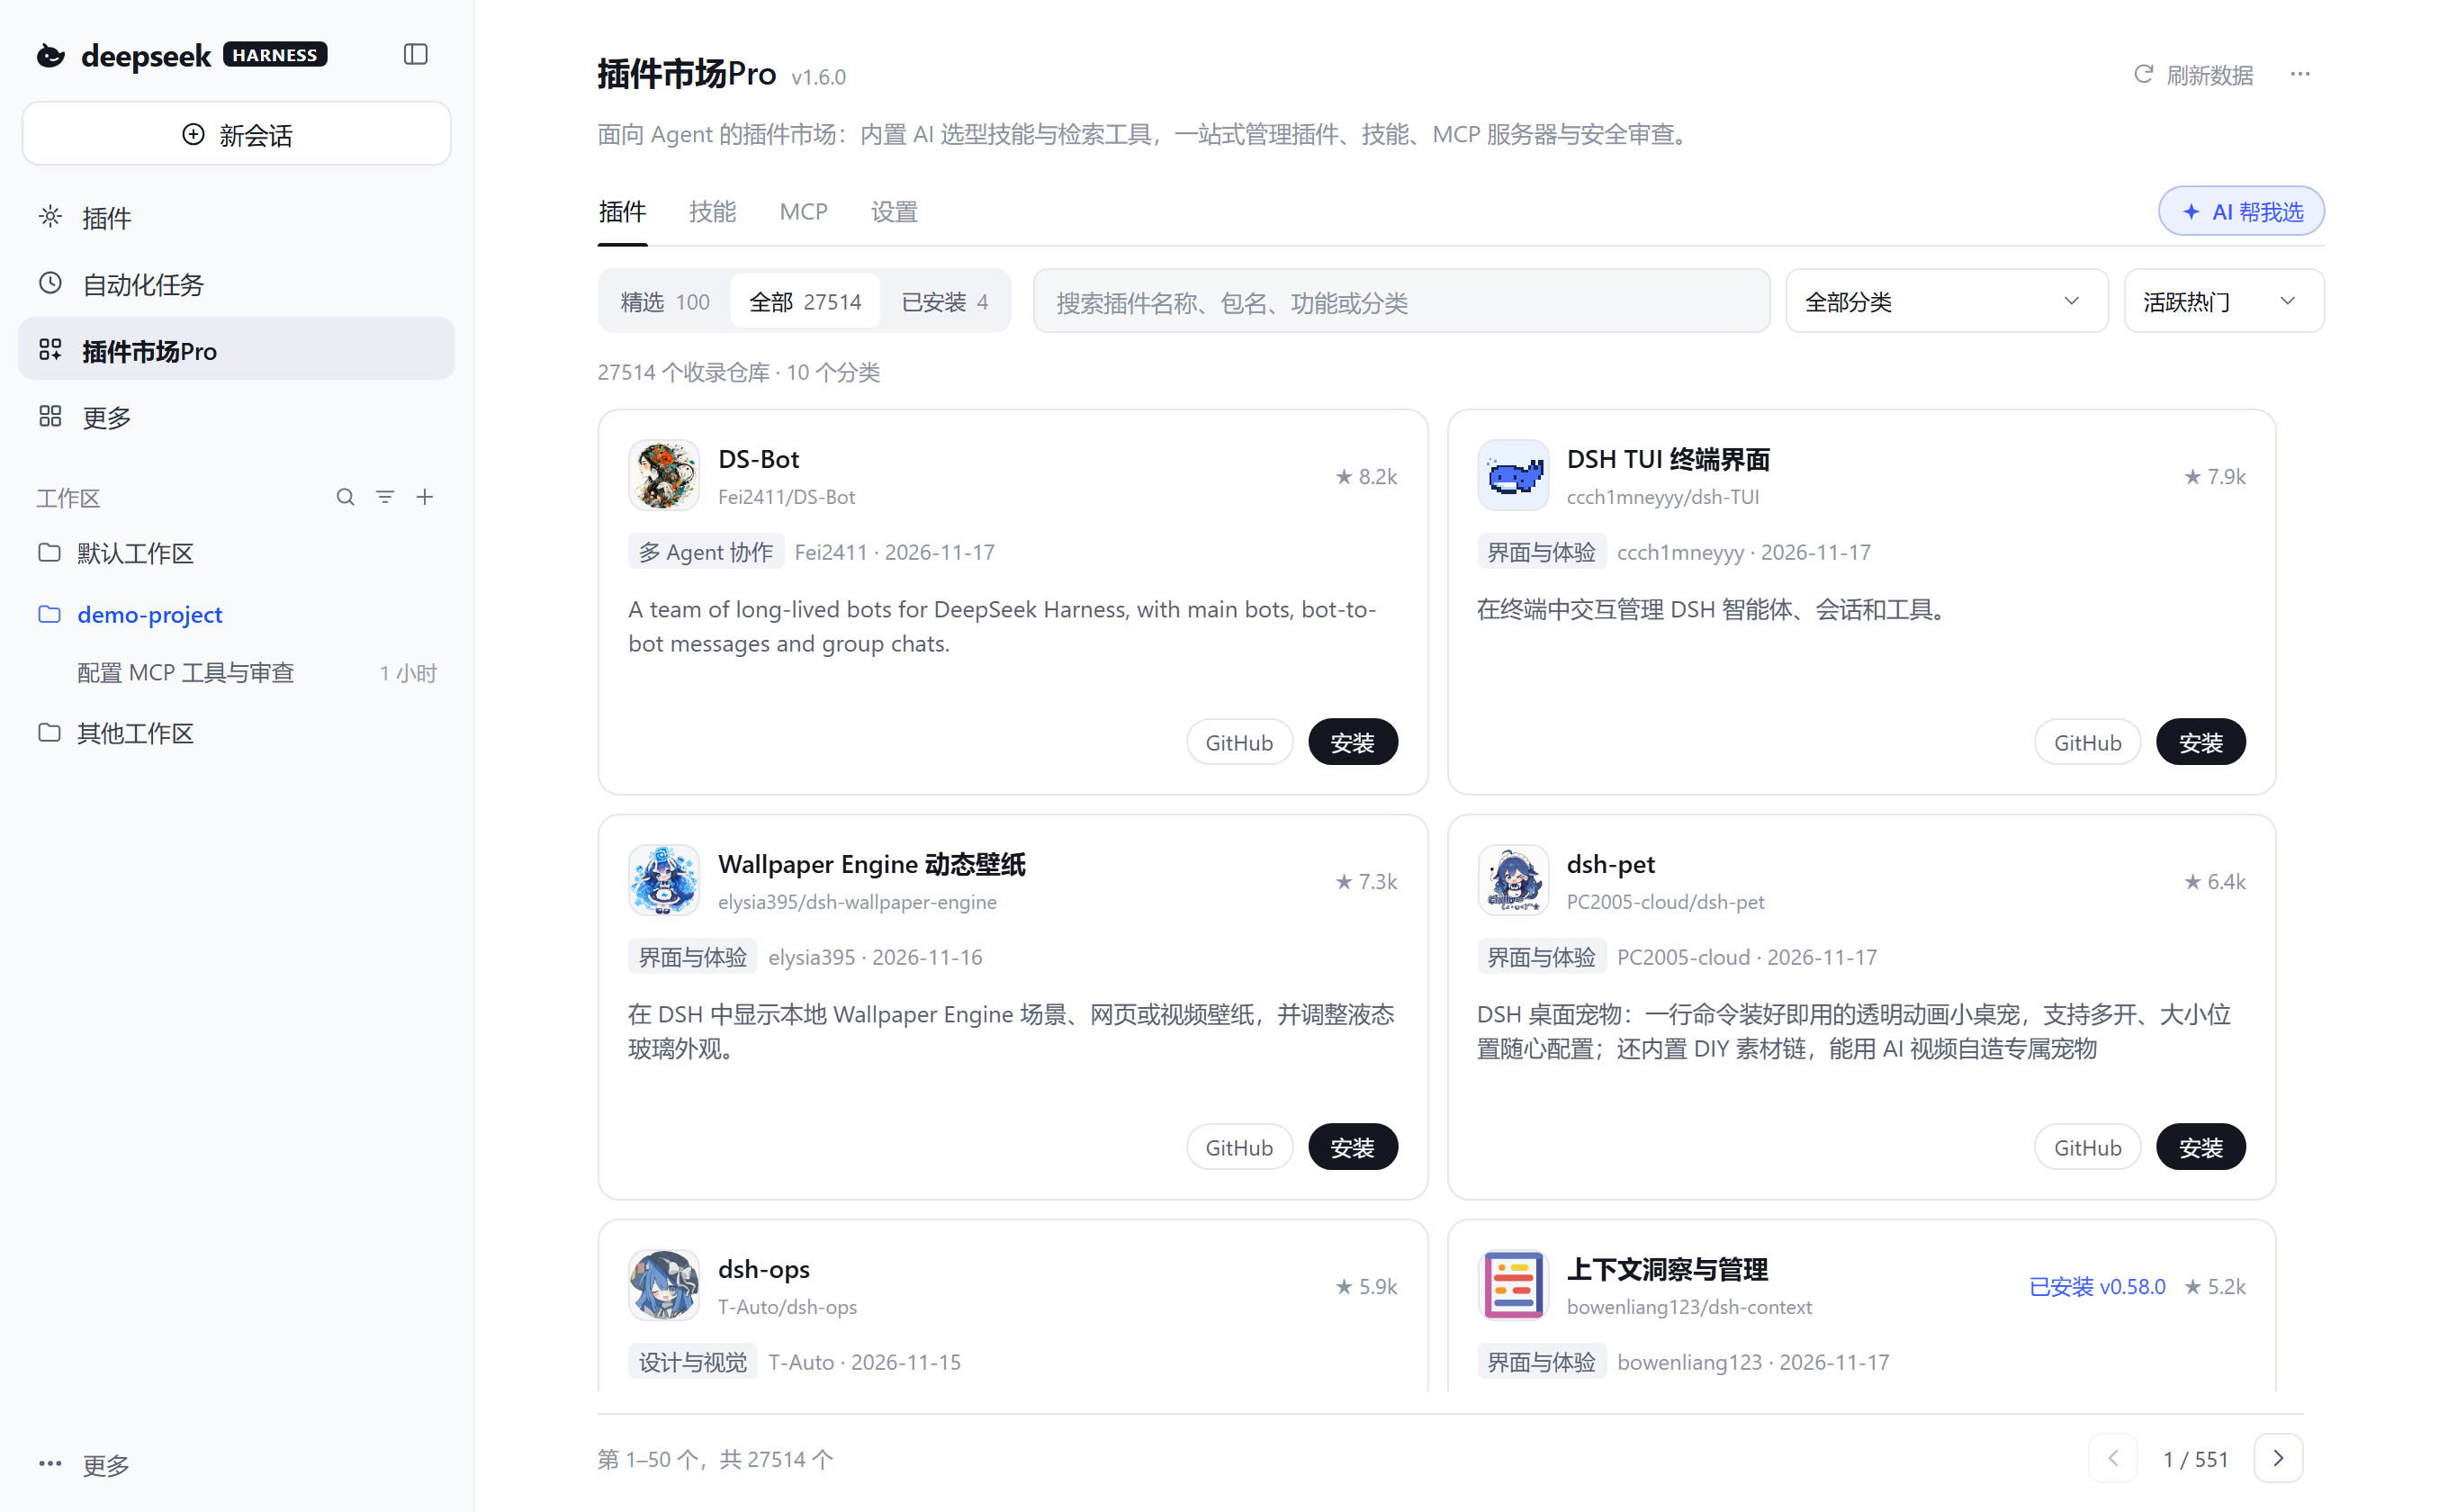 deepseek HARNESS
新会话
插件
自动化任务
插件市场Pro
更多
工作区
默认工作区
demo-project
配置 MCP 工具与审查 1 小时
其他工作区
更多
插件市场Pro v1.6.0
刷新数据
面向 Agent 的插件市场：内置 AI 选型技能与检索工具，一站式管理插件、技能、MCP 服务器与安全审查。
插件 技能 MCP 设置
AI 帮我选
精选 100 全部 27514 已安装 4
搜索插件名称、包名、功能或分类
全部分类
活跃热门
27514 个收录仓库 · 10 个分类
DS-Bot
Fei2411/DS-Bot
★ 8.2k
多 Agent 协作 Fei2411 · 2026-11-17
A team of long-lived bots for DeepSeek Harness, with main bots, bot-to-
bot messages and group chats.
GitHub 安装
DSH TUI 终端界面
ccch1mneyyy/dsh-TUI
★ 7.9k
界面与体验 ccch1mneyyy · 2026-11-17
在终端中交互管理 DSH 智能体、会话和工具。
GitHub 安装
Wallpaper Engine 动态壁纸
elysia395/dsh-wallpaper-engine
★ 7.3k
界面与体验 elysia395 · 2026-11-16
在 DSH 中显示本地 Wallpaper Engine 场景、网页或视频壁纸，并调整液态
玻璃外观。
GitHub 安装
dsh-pet
PC2005-cloud/dsh-pet
★ 6.4k
界面与体验 PC2005-cloud · 2026-11-17
DSH 桌面宠物：一行命令装好即用的透明动画小桌宠，支持多开、大小位
置随心配置；还内置 DIY 素材链，能用 AI 视频自造专属宠物
GitHub 安装
dsh-ops
T-Auto/dsh-ops
★ 5.9k
设计与视觉 T-Auto · 2026-11-15
上下文洞察与管理
bowenliang123/dsh-context
已安装 v0.58.0 ★ 5.2k
界面与体验 bowenliang123 · 2026-11-17
第 1–50 个，共 27514 个
1 / 551